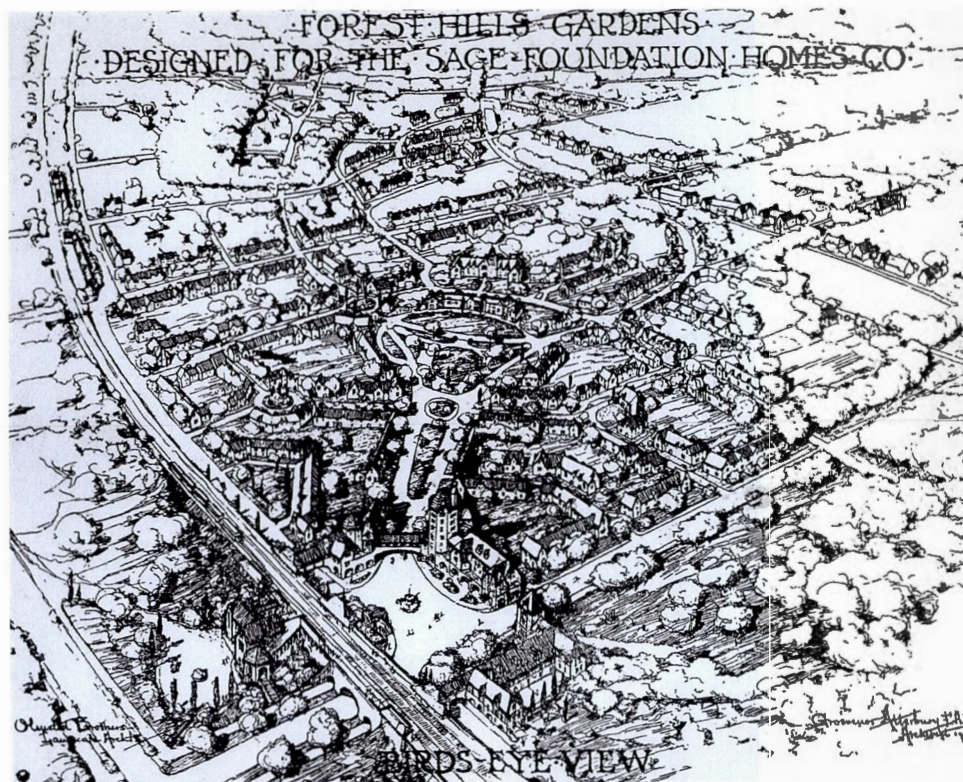 FOREST·HILLS·GARDENS
DESIGNED·FOR·THE·SAGE·FOUNDATION·HOMES·CO
Olmsted Brothers
Landscape Archts
Grosvenor Atterbury
Architect
BIRDS·EYE·VIEW